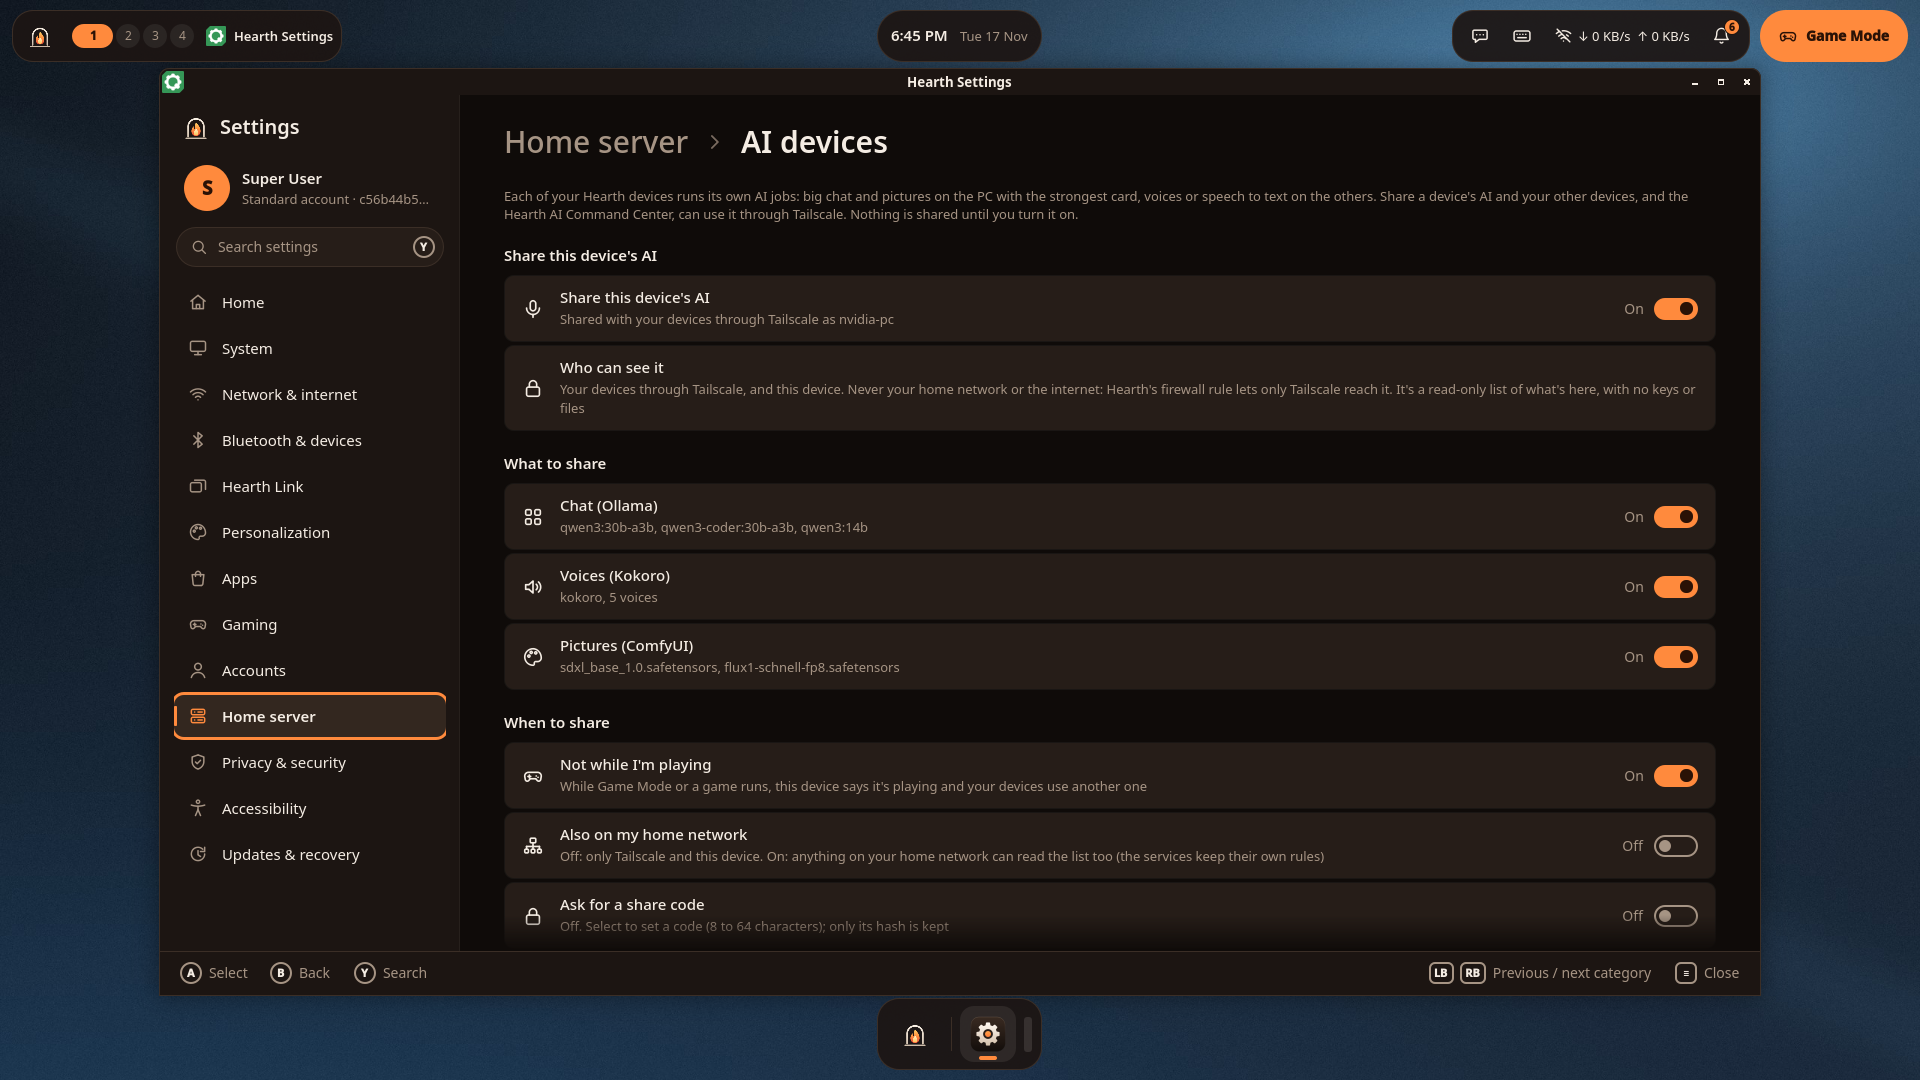 1 2 3 4 Hearth Settings
6:45 PM Tue 17 Nov
↓ 0 KB/s ↑ 0 KB/s 6 Game Mode
Hearth Settings
Settings
S
Super User
Standard account · c56b44b5...
Search settings Y
Home
System
Network & internet
Bluetooth & devices
Hearth Link
Personalization
Apps
Gaming
Accounts
Home server
Privacy & security
Accessibility
Updates & recovery
Home server > AI devices
Each of your Hearth devices runs its own AI jobs: big chat and pictures on the PC with the strongest card, voices or speech to text on the others. Share a device's AI and your other devices, and the
Hearth AI Command Center, can use it through Tailscale. Nothing is shared until you turn it on.
Share this device's AI
Share this device's AI
Shared with your devices through Tailscale as nvidia-pc
On
Who can see it
Your devices through Tailscale, and this device. Never your home network or the internet: Hearth's firewall rule lets only Tailscale reach it. It's a read-only list of what's here, with no keys or
files
What to share
Chat (Ollama)
qwen3:30b-a3b, qwen3-coder:30b-a3b, qwen3:14b
On
Voices (Kokoro)
kokoro, 5 voices
On
Pictures (ComfyUI)
sdxl_base_1.0.safetensors, flux1-schnell-fp8.safetensors
On
When to share
Not while I'm playing
While Game Mode or a game runs, this device says it's playing and your devices use another one
On
Also on my home network
Off: only Tailscale and this device. On: anything on your home network can read the list too (the services keep their own rules)
Off
Ask for a share code
Off. Select to set a code (8 to 64 characters); only its hash is kept
Off
A Select B Back Y Search
LB RB Previous / next category ≡ Close